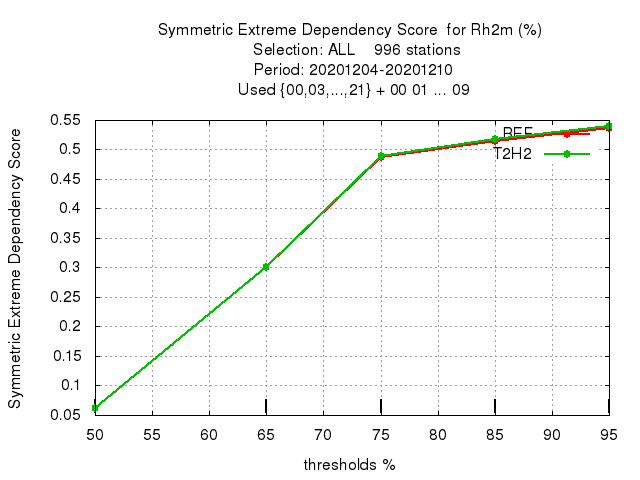 Symmetric Extreme Dependency Score for Rh2m (%)
Selection: ALL 996 stations
Period: 20201204-20201210
Used {00,03,...,21} + 00 01 ... 09
Symmetric Extreme Dependency Score
0.55
0.5
0.45
0.4
0.35
0.3
0.25
0.2
0.15
0.1
0.05
REF
T2H2
50 55 60 65 70 75 80 85 90 95
thresholds %